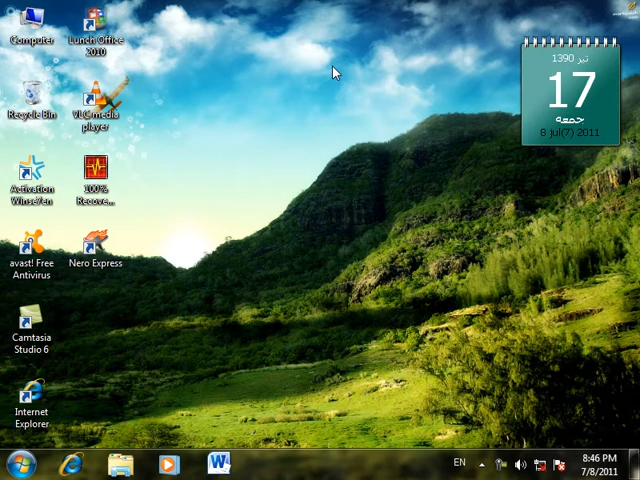 Computer
Lunch Office
2010
Recycle Bin
VLC media
player
Activation
Winse7en
100%
Recove...
avast! Free
Antivirus
Nero Express
Camtasia
Studio 6
Internet
Explorer
تیر 1390
17
جمعه
8 jul(7) 2011
EN
8:46 PM
7/8/2011